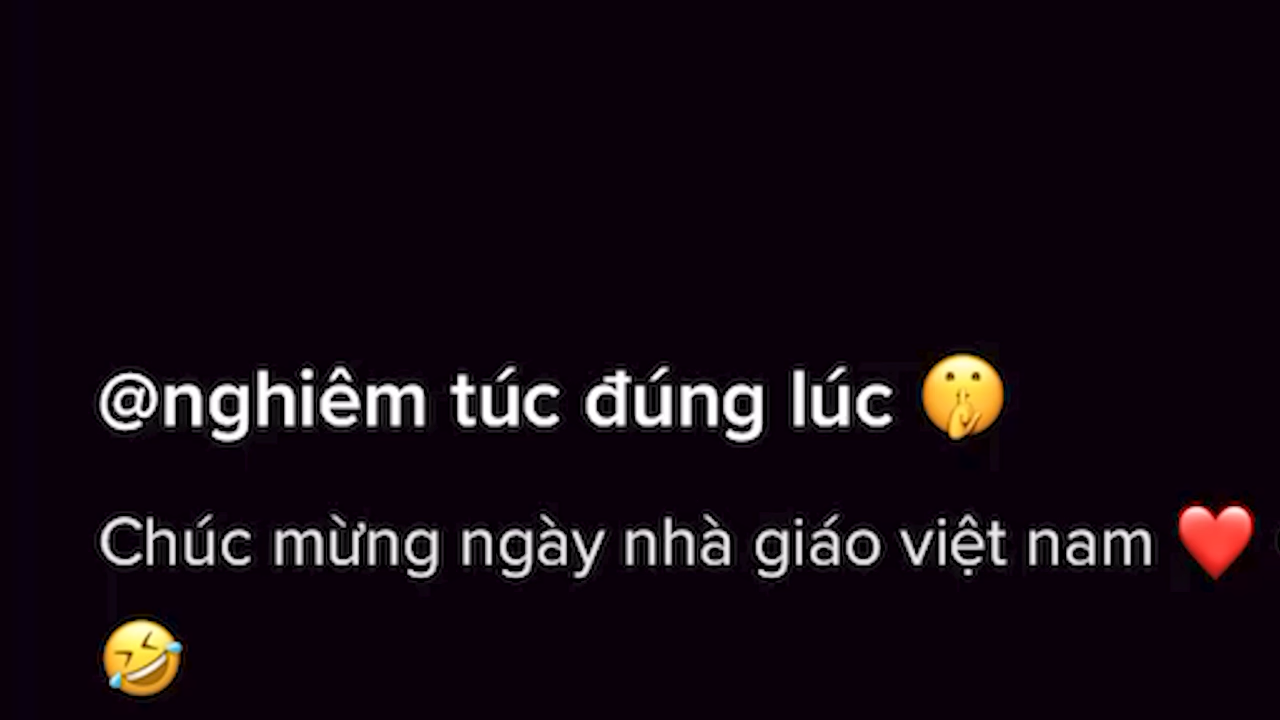 @nghiêm túc đúng lúc 🤫
Chúc mừng ngày nhà giáo việt nam ❤️
🤣